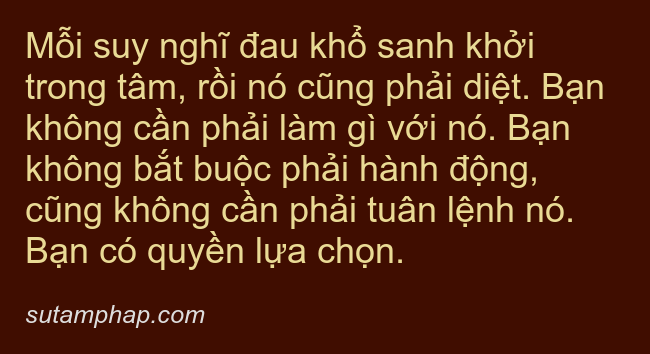 Mỗi suy nghĩ đau khổ sanh khởi
trong tâm, rồi nó cũng phải diệt. Bạn
không cần phải làm gì với nó. Bạn
không bắt buộc phải hành động,
cũng không cần phải tuân lệnh nó.
Bạn có quyền lựa chọn.
sutamphap.com